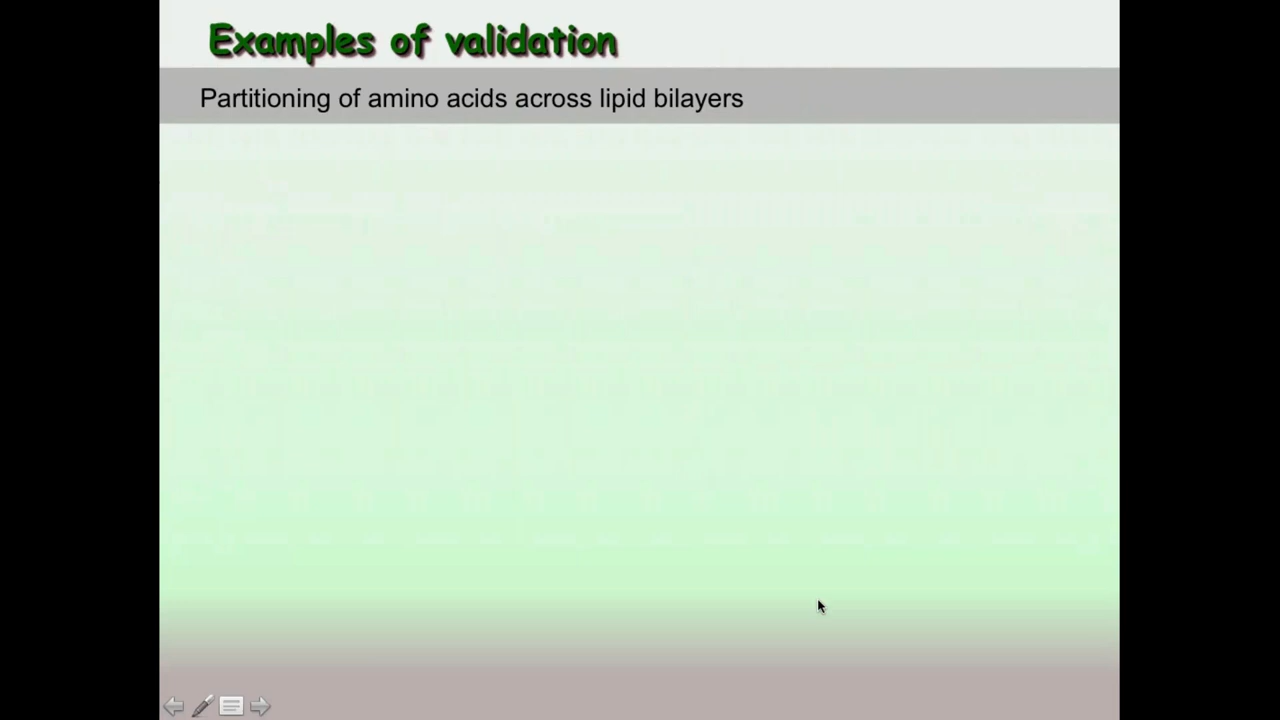 Examples of validation
Partitioning of amino acids across lipid bilayers